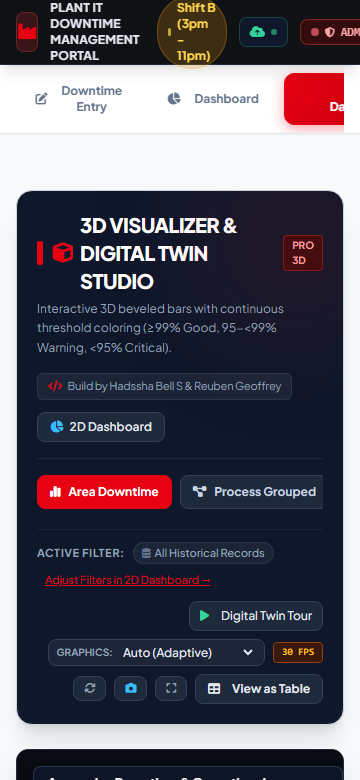 PLANT IT
DOWNTIME
MANAGEMENT
PORTAL
Shift B
(3pm
–
11pm)
Downtime
Entry
Dashboard
3D VISUALIZER &
DIGITAL TWIN
STUDIO
PRO
3D
Interactive 3D beveled bars with continuous
threshold coloring (≥99% Good, 95–<99%
Warning, <95% Critical).
</> Build by Hadssha Bell S & Reuben Geoffrey
2D Dashboard
Area Downtime
Process Grouped
ACTIVE FILTER:
All Historical Records
Adjust Filters in 2D Dashboard →
Digital Twin Tour
GRAPHICS:
Auto (Adaptive)
30 FPS
View as Table